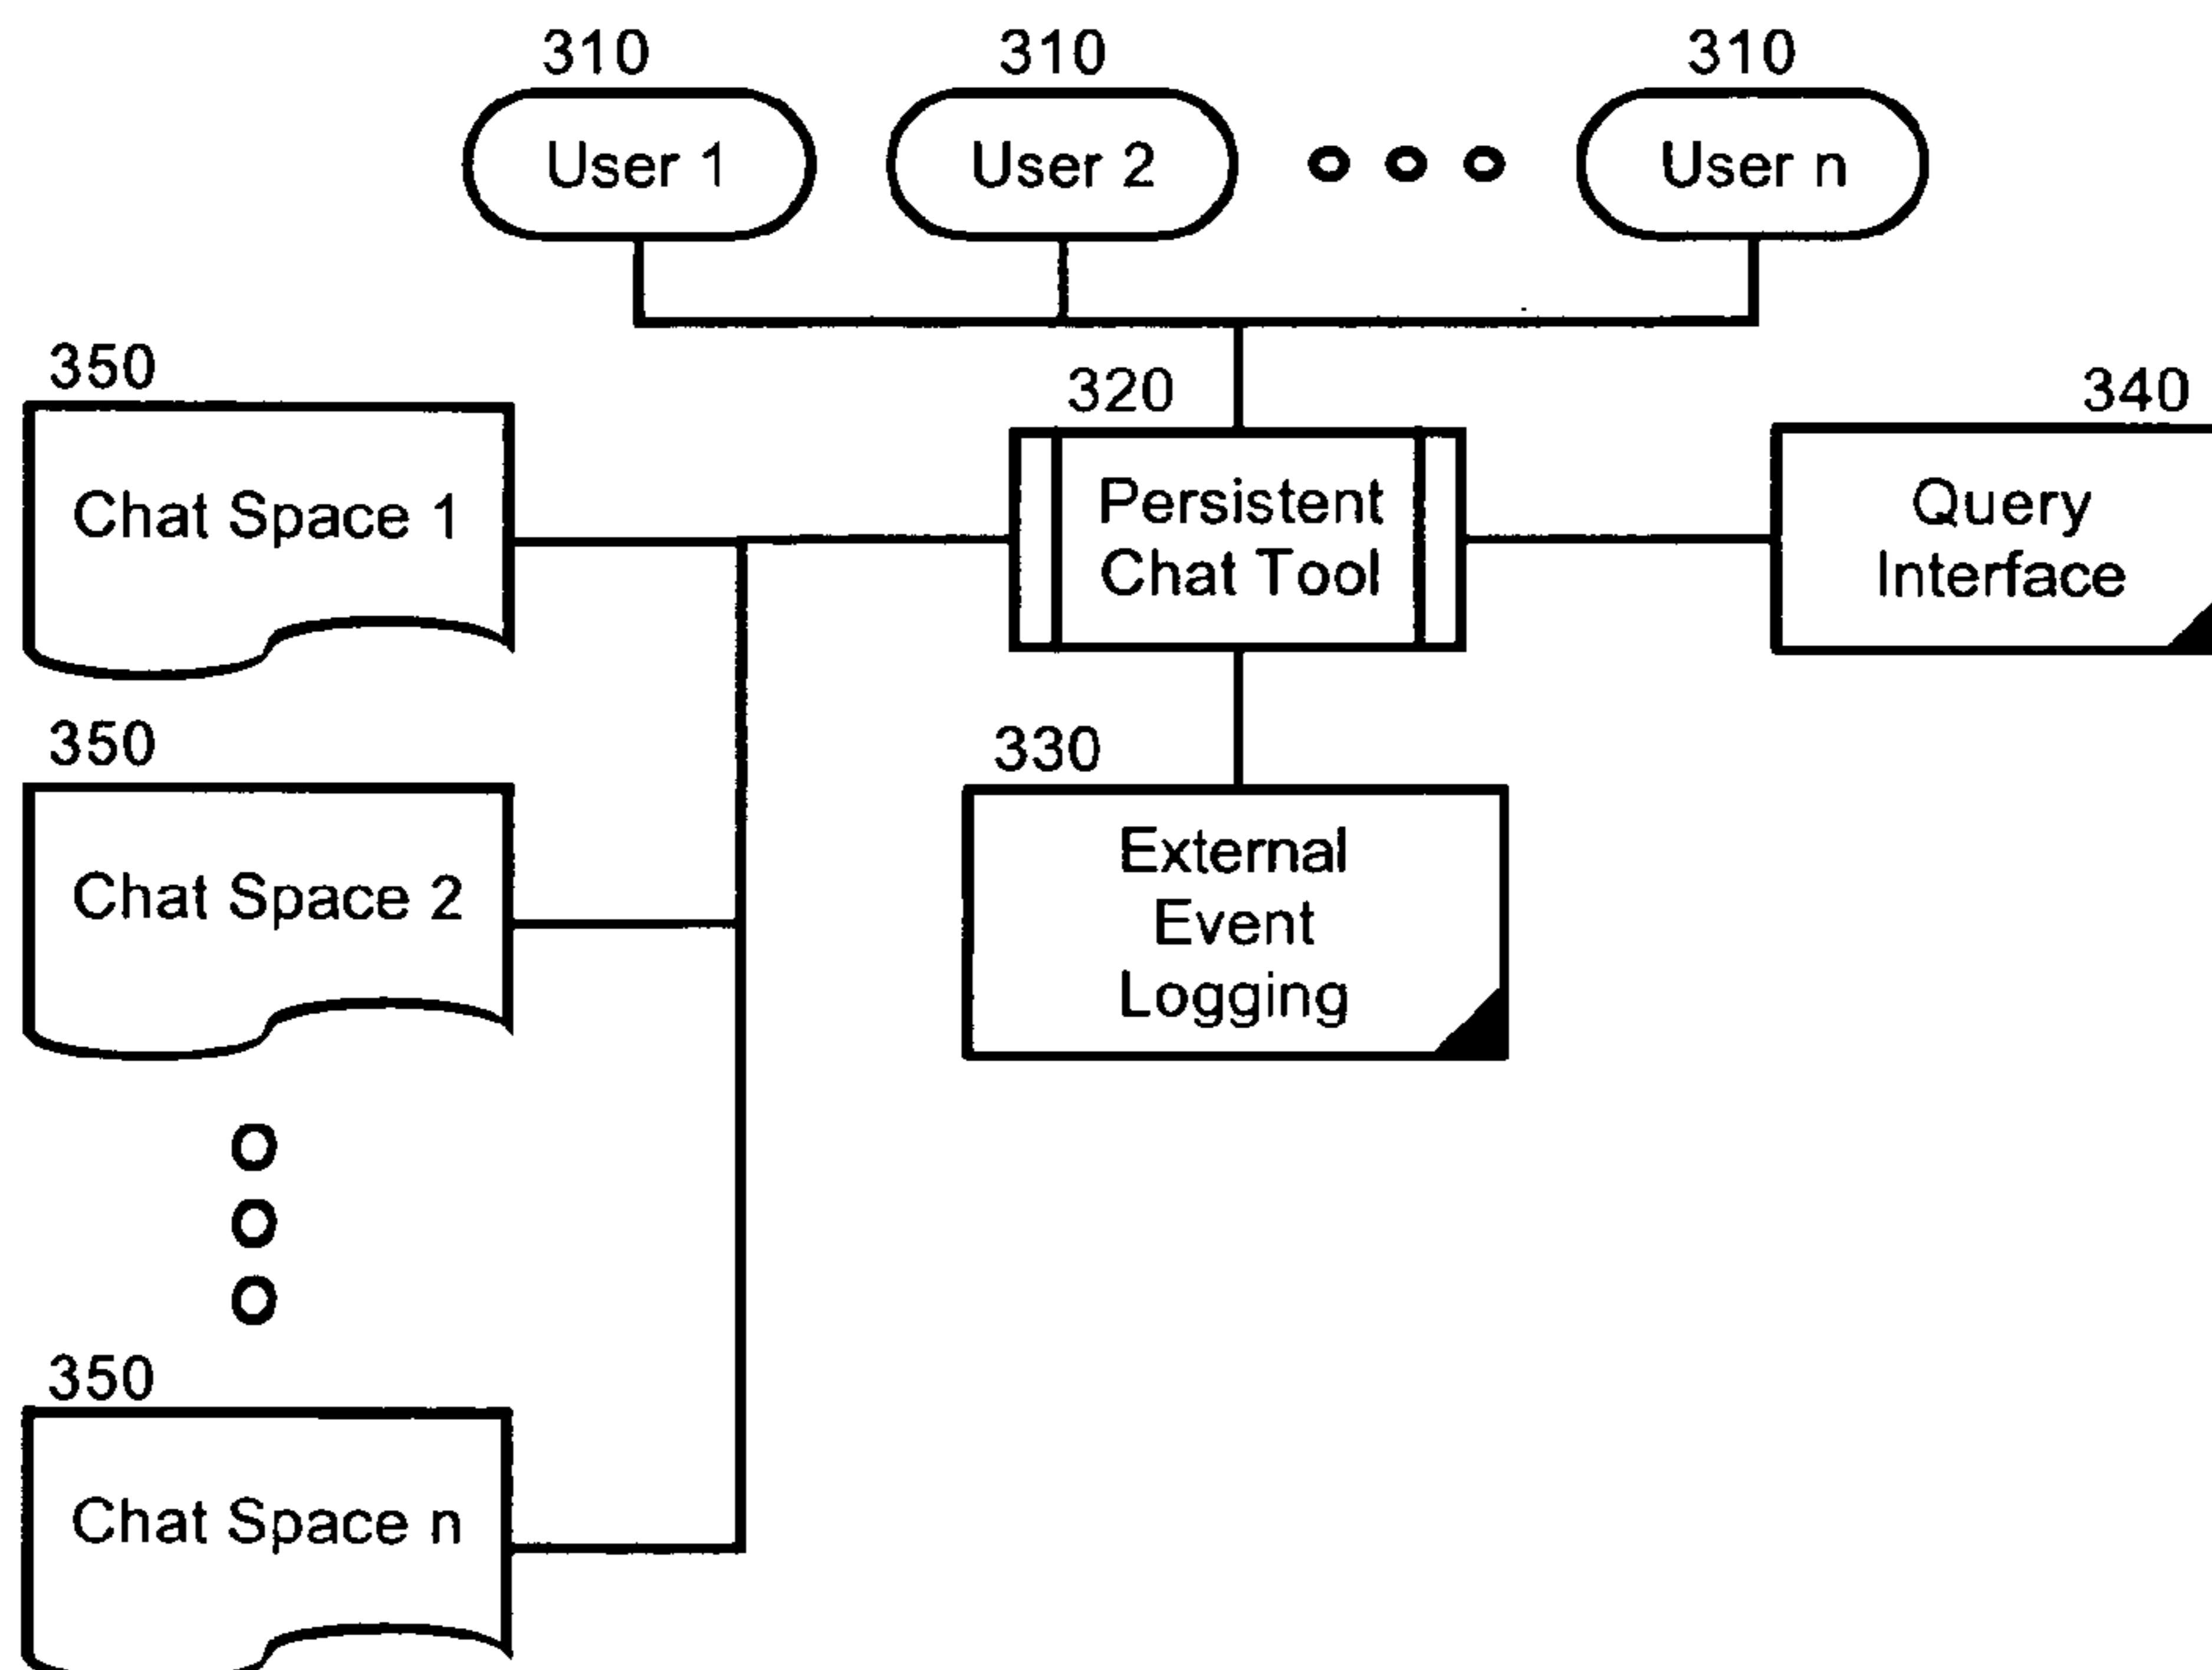 310
310
310
User 1
User 2
User n
350
320
340
Chat Space 1
Persistent
Chat Tool
Query
Interface
350
330
Chat Space 2
External
Event
Logging
350
Chat Space n